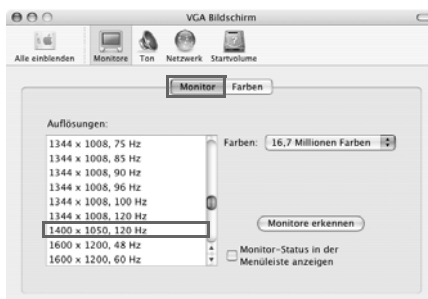 VGA Bildschirm
Alle einblenden Monitore Ton Netzwerk Startvolume
Monitor Farben
Auflösungen:
1344 x 1008, 75 Hz
1344 x 1008, 85 Hz
1344 x 1008, 90 Hz
1344 x 1008, 96 Hz
1344 x 1008, 100 Hz
1344 x 1008, 120 Hz
1400 x 1050, 120 Hz
1600 x 1200, 48 Hz
1600 x 1200, 60 Hz
Farben: 16,7 Millionen Farben
Monitore erkennen
Monitor-Status in der
Menüleiste anzeigen